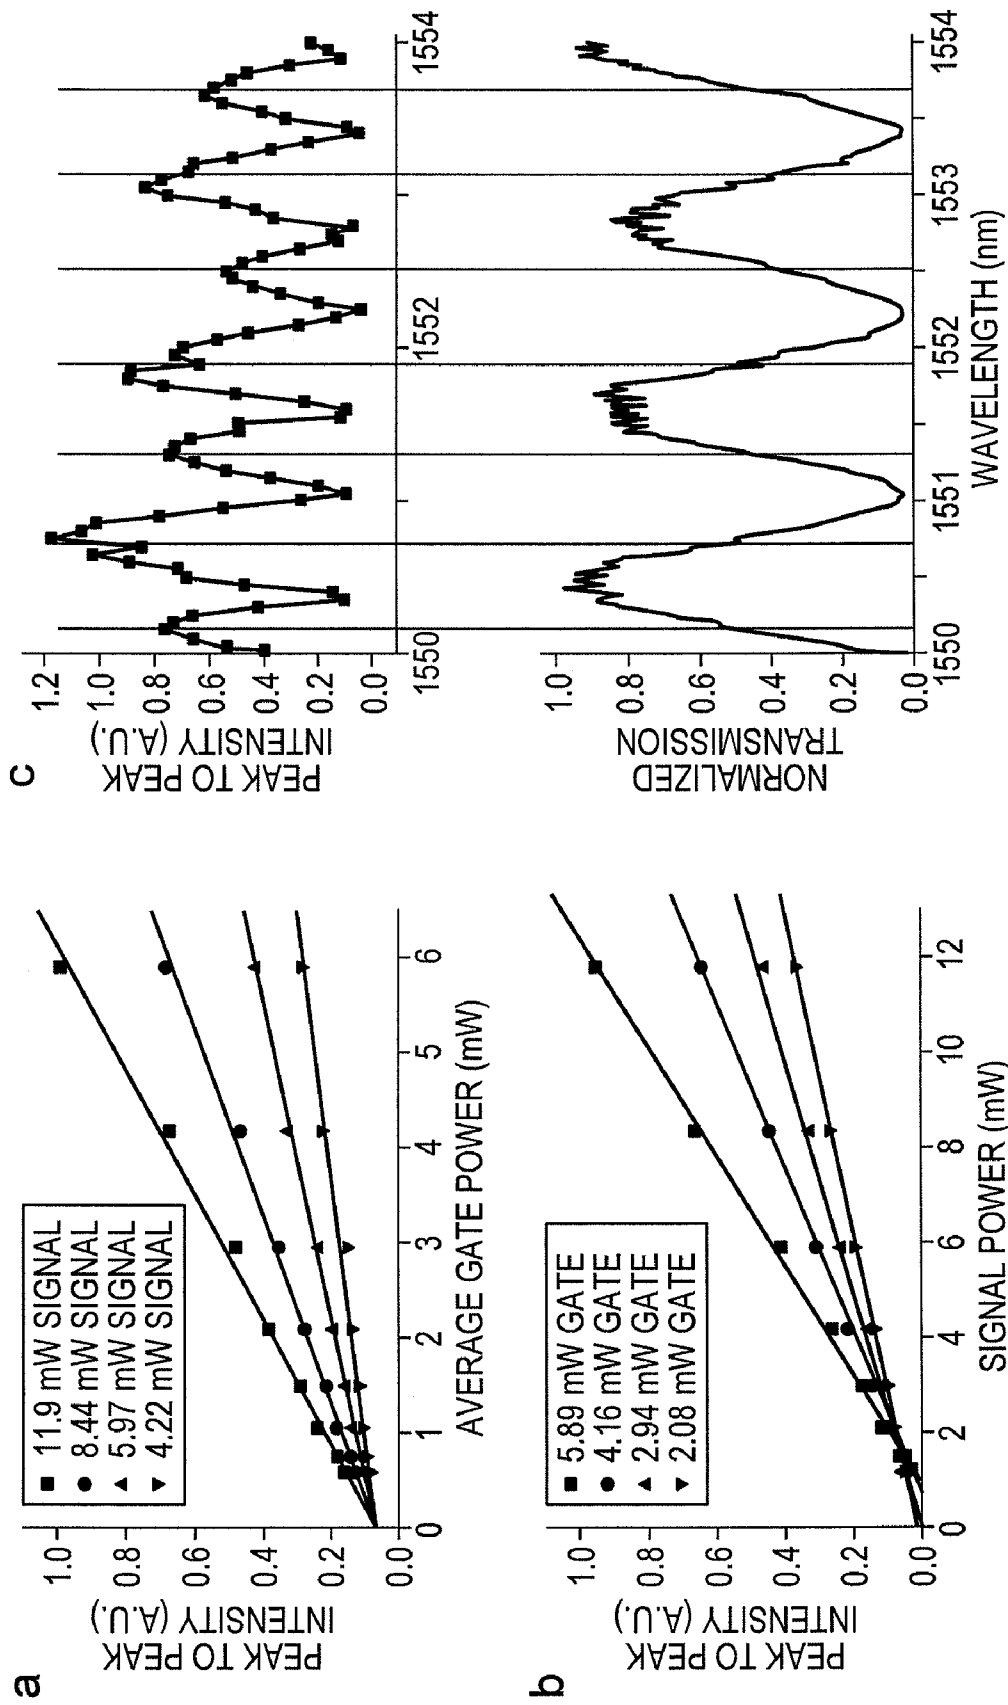 a
PEAK TO PEAK
INTENSITY (A.U.)
1.0
0.8
0.6
0.4
0.2
0.0
11.9 mW SIGNAL
8.44 mW SIGNAL
5.97 mW SIGNAL
4.22 mW SIGNAL
0 1 2 3 4 5 6
AVERAGE GATE POWER (mW)
b
PEAK TO PEAK
INTENSITY (A.U.)
1.0
0.8
0.6
0.4
0.2
0.0
5.89 mW GATE
4.16 mW GATE
2.94 mW GATE
2.08 mW GATE
0 2 4 6 8 10 12
SIGNAL POWER (mW)
c
PEAK TO PEAK
INTENSITY (A.U.)
1.2
1.0
0.8
0.6
0.4
0.2
0.0
1550 1552 1554
NORMALIZED
TRANSMISSION
1.0
0.8
0.6
0.4
0.2
0.0
1550 1551 1552 1553 1554
WAVELENGTH (nm)